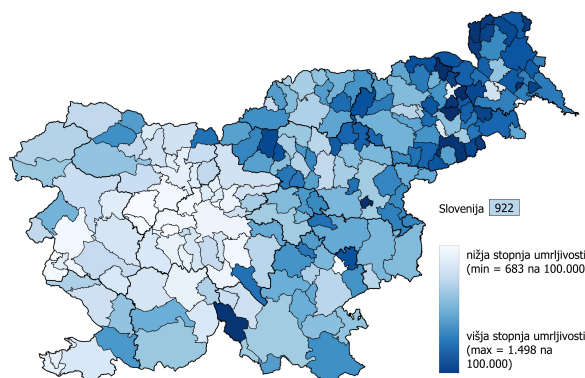 Slovenija 922
nižja stopnja umrljivosti
(min = 683 na 100.000)
višja stopnja umrljivosti
(max = 1.498 na
100.000)